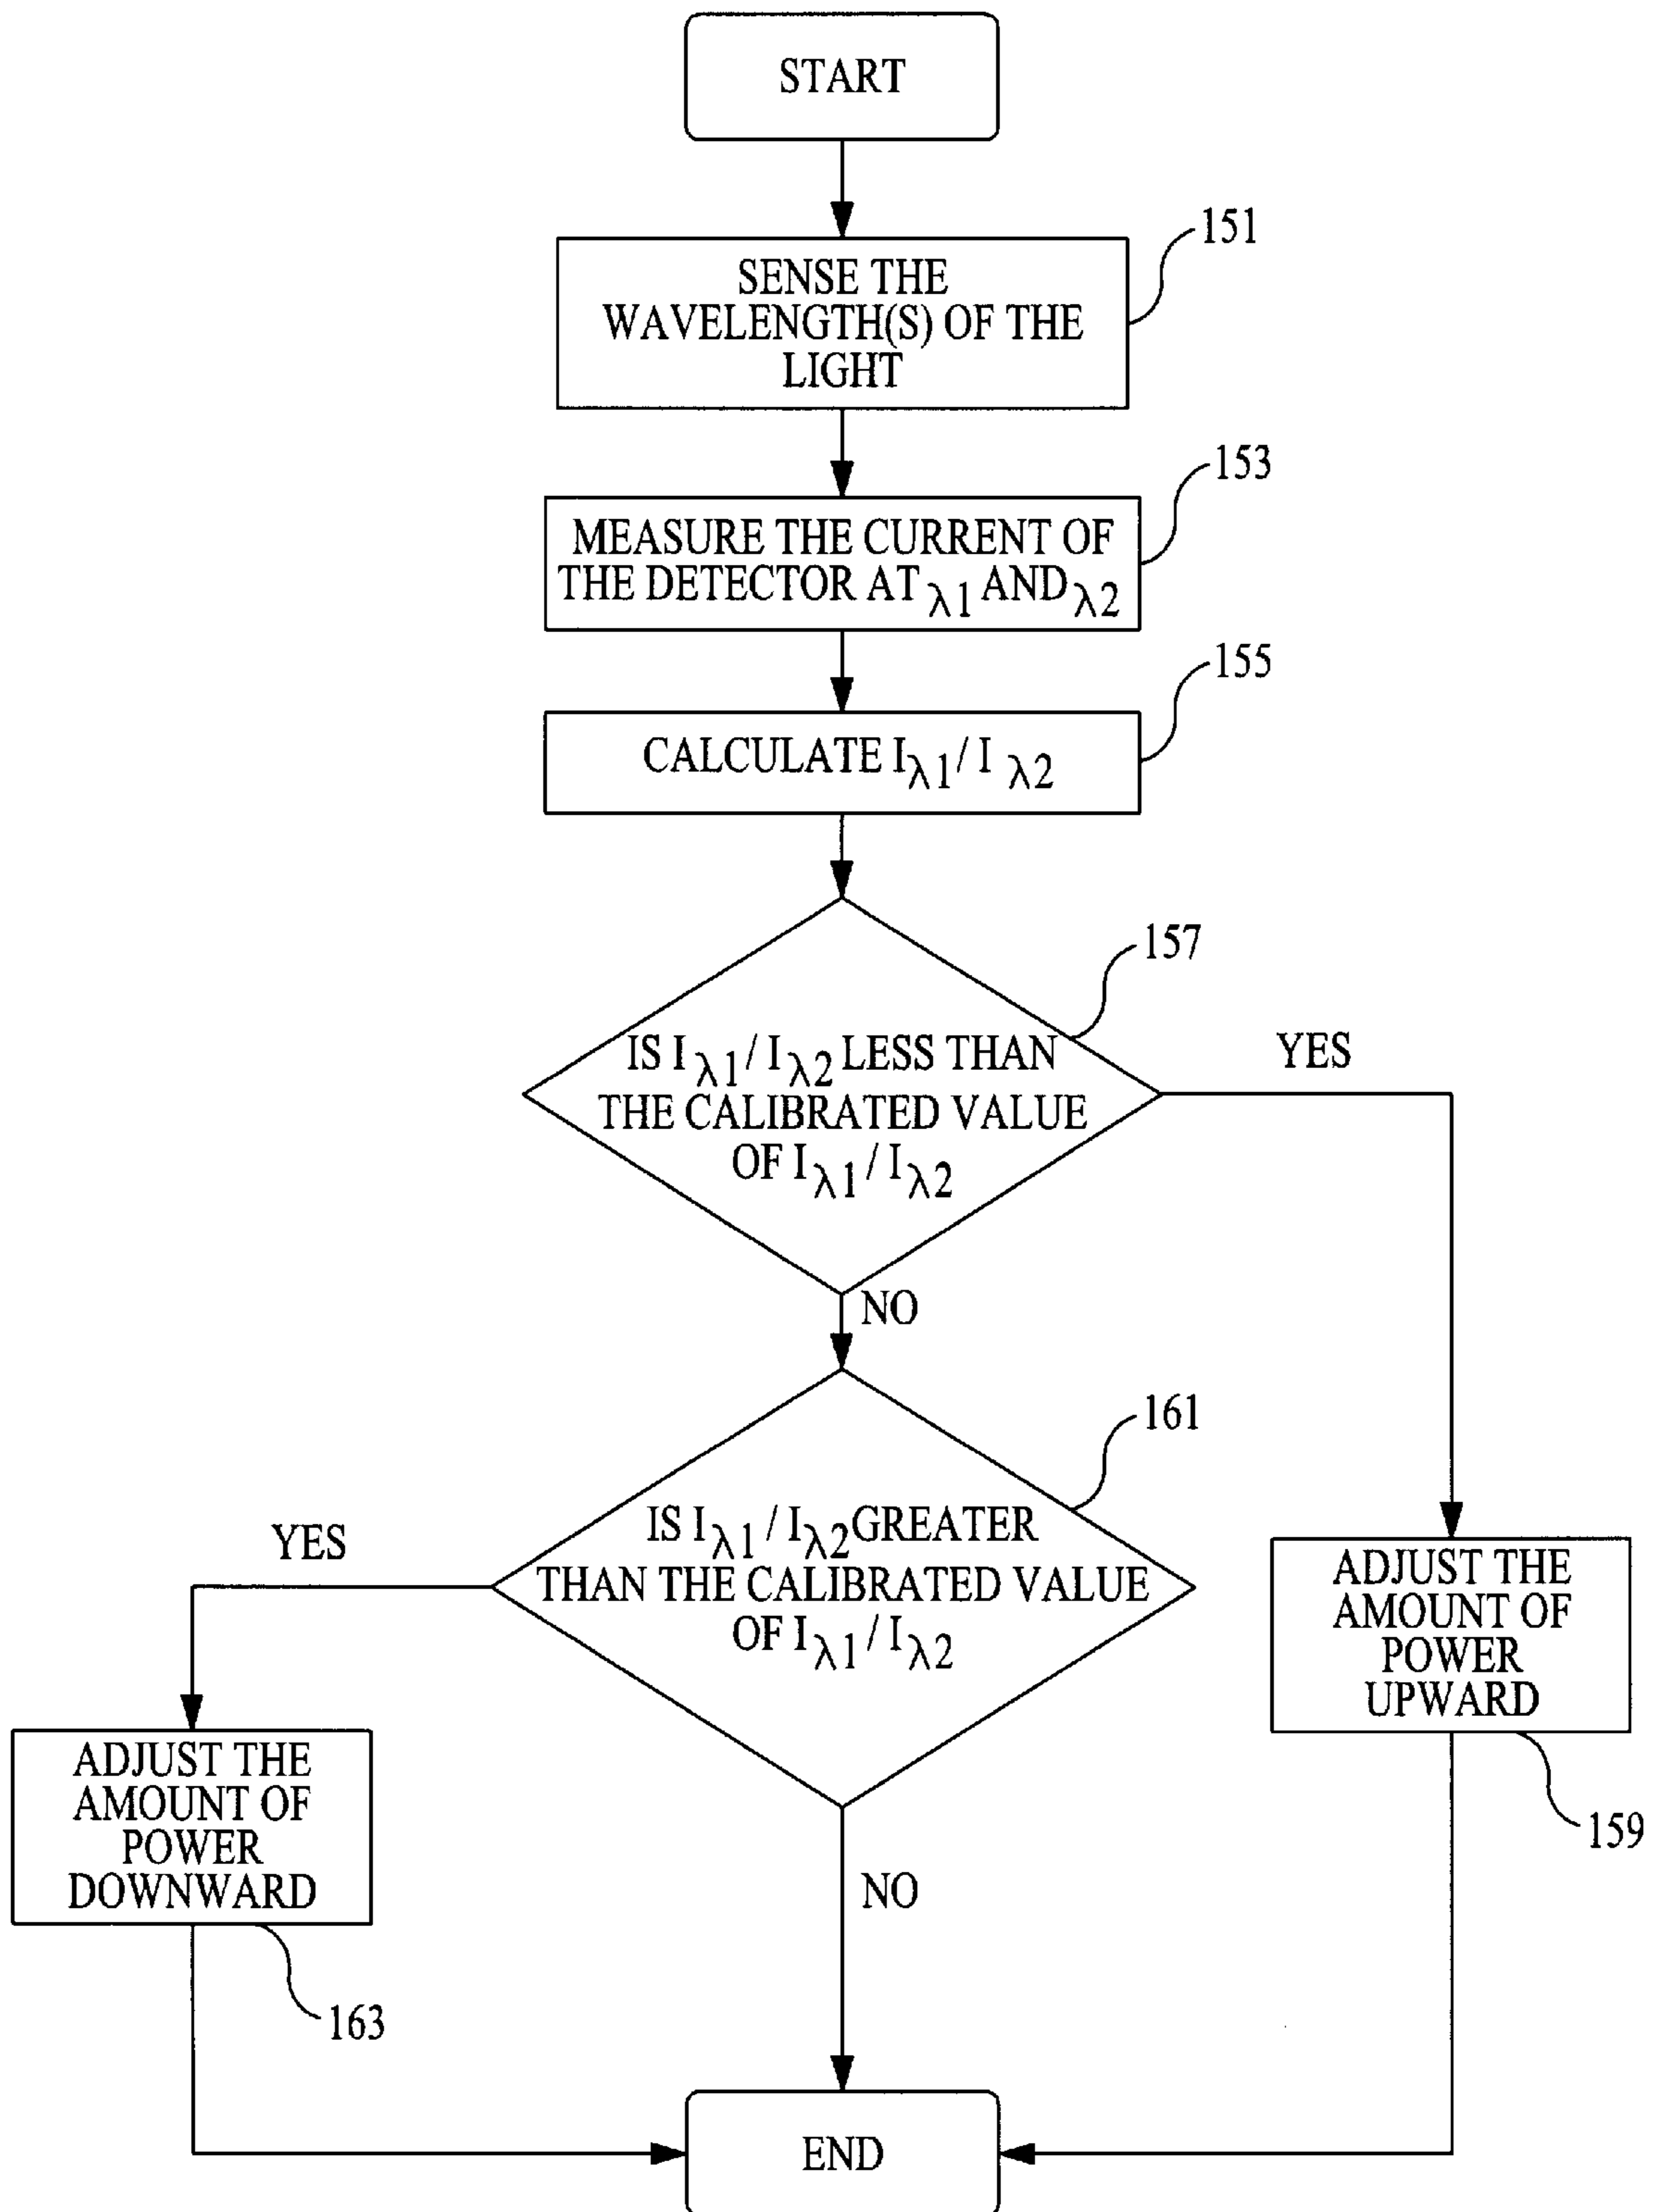 START
151
SENSE THE
WAVELENGTH(S) OF THE
LIGHT
153
MEASURE THE CURRENT OF
THE DETECTOR AT λ1 AND λ2
155
CALCULATE Iλ1/ I λ2
157
IS Iλ1/ Iλ2 LESS THAN
THE CALIBRATED VALUE
OF Iλ1/ Iλ2
YES
NO
161
IS Iλ1/ Iλ2 GREATER
THAN THE CALIBRATED VALUE
OF Iλ1/ Iλ2
YES
ADJUST THE
AMOUNT OF
POWER
UPWARD
159
ADJUST THE
AMOUNT OF
POWER
DOWNWARD
163
NO
END